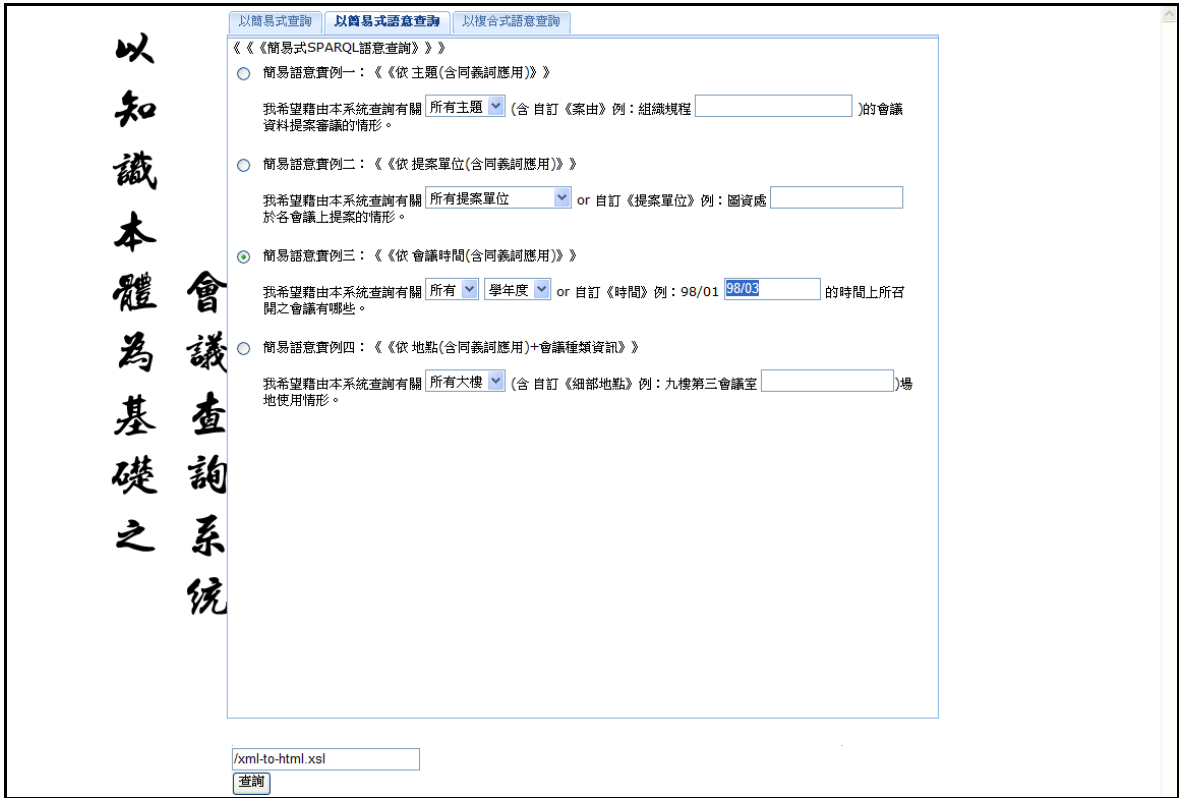 以知識本體為基礎之
會議查詢系統
以簡易式查詢 以簡易式語意查詢 以複合式語意查詢
《《《簡易式SPARQL語意查詢》》》
簡易語意實例一：《《依 主題(含同義詞應用)》》
我希望藉由本系統查詢有關 所有主題 (含 自訂《案由》例：組織規程 )的會議
資料提案審議的情形。
簡易語意實例二：《《依 提案單位(含同義詞應用)》》
我希望藉由本系統查詢有關 所有提案單位 or 自訂《提案單位》例：圖資處
於各會議上提案的情形。
簡易語意實例三：《《依 會議時間(含同義詞應用)》》
我希望藉由本系統查詢有關 所有 學年度 or 自訂《時間》例：98/01 98/03 的時間上所召
開之會議有哪些。
簡易語意實例四：《《依 地點(含同義詞應用)+會議種類資訊》》
我希望藉由本系統查詢有關 所有大樓 (含 自訂《細部地點》例：九樓第三會議室 )場
地使用情形。
/xml-to-html.xsl
查詢